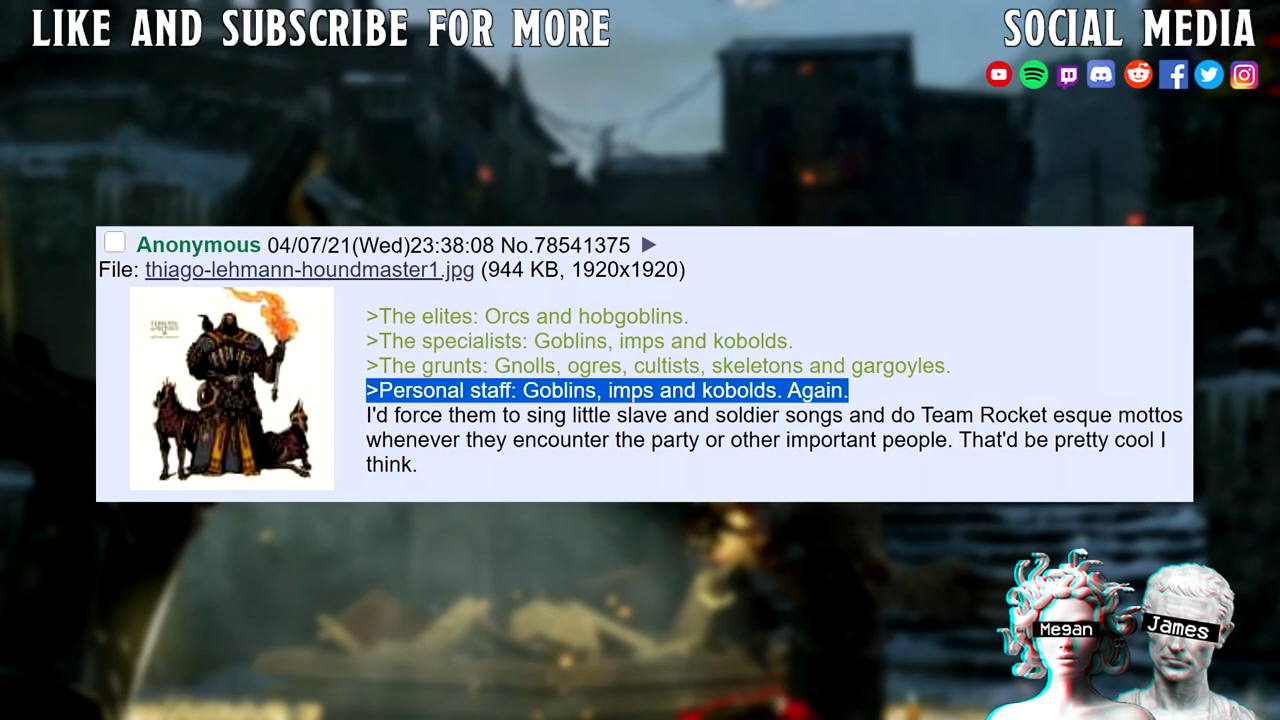 LIKE AND SUBSCRIBE FOR MORE
SOCIAL MEDIA
Anonymous 04/07/21(Wed)23:38:08 No.78541375 ▶
File: thiago-lehmann-houndmaster1.jpg (944 KB, 1920x1920)
>The elites: Orcs and hobgoblins.
>The specialists: Goblins, imps and kobolds.
>The grunts: Gnolls, ogres, cultists, skeletons and gargoyles.
>Personal staff: Goblins, imps and kobolds. Again.
I'd force them to sing little slave and soldier songs and do Team Rocket esque mottos
whenever they encounter the party or other important people. That'd be pretty cool I
think.
Megan
James